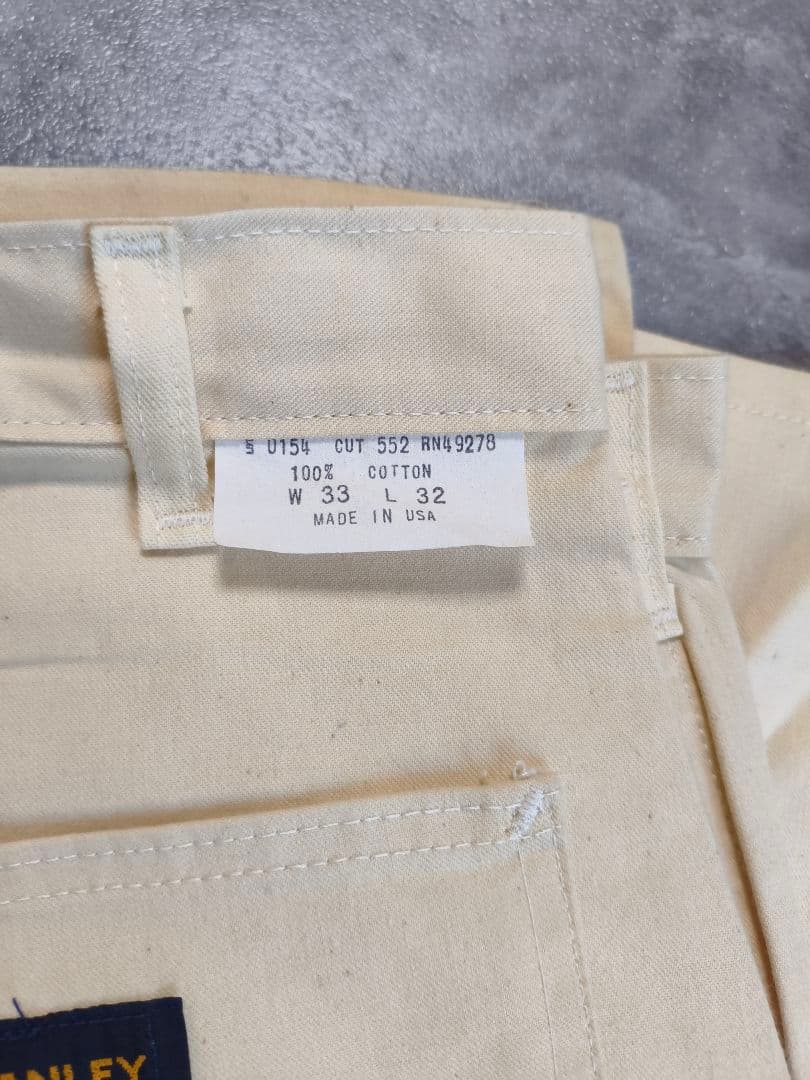 U154 CUT 552 RN49278
100% COTTON
W 33 L 32
MADE IN USA